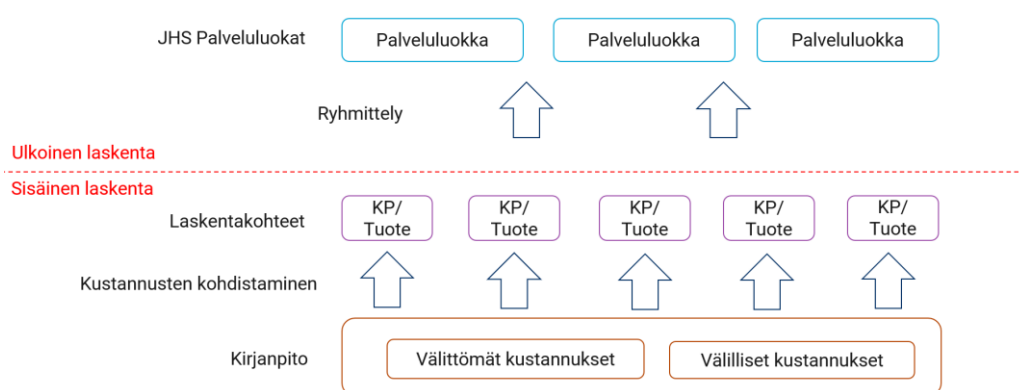 JHS Palveluluokat
Palveluluokka
Palveluluokka
Palveluluokka
Ryhmittely
Ulkoinen laskenta
Sisäinen laskenta
Laskentakohteet
KP/
Tuote
KP/
Tuote
KP/
Tuote
KP/
Tuote
KP/
Tuote
Kustannusten kohdistaminen
Kirjanpito
Välittömät kustannukset
Välilliset kustannukset